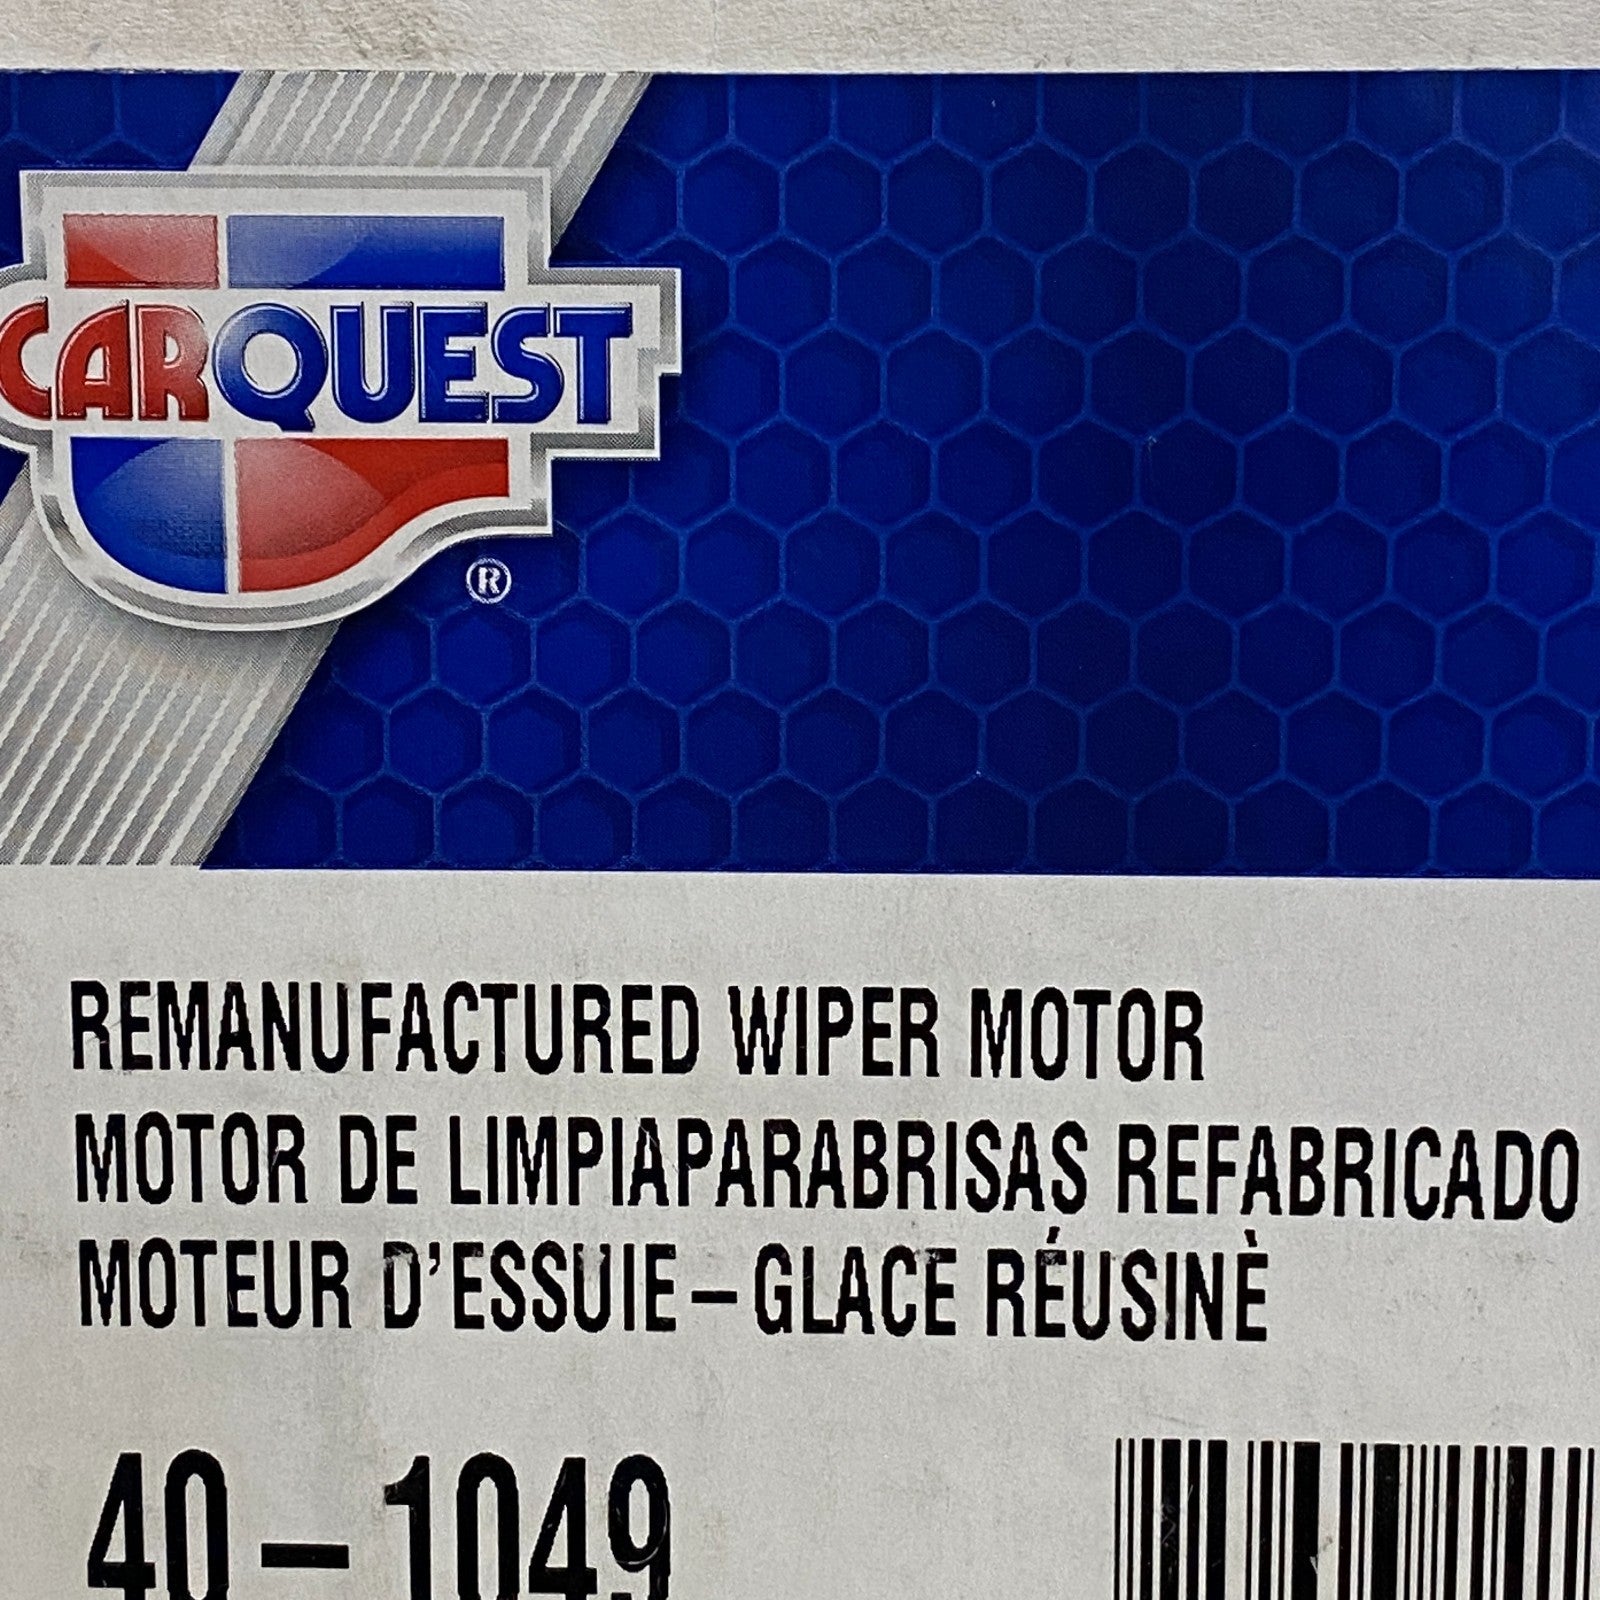 CARQUEST
®
REMANUFACTURED WIPER MOTOR
MOTOR DE LIMPIAPARABRISAS REFABRICADO
MOTEUR D'ESSUIE-GLACE RÉUSINÈ
40-1049